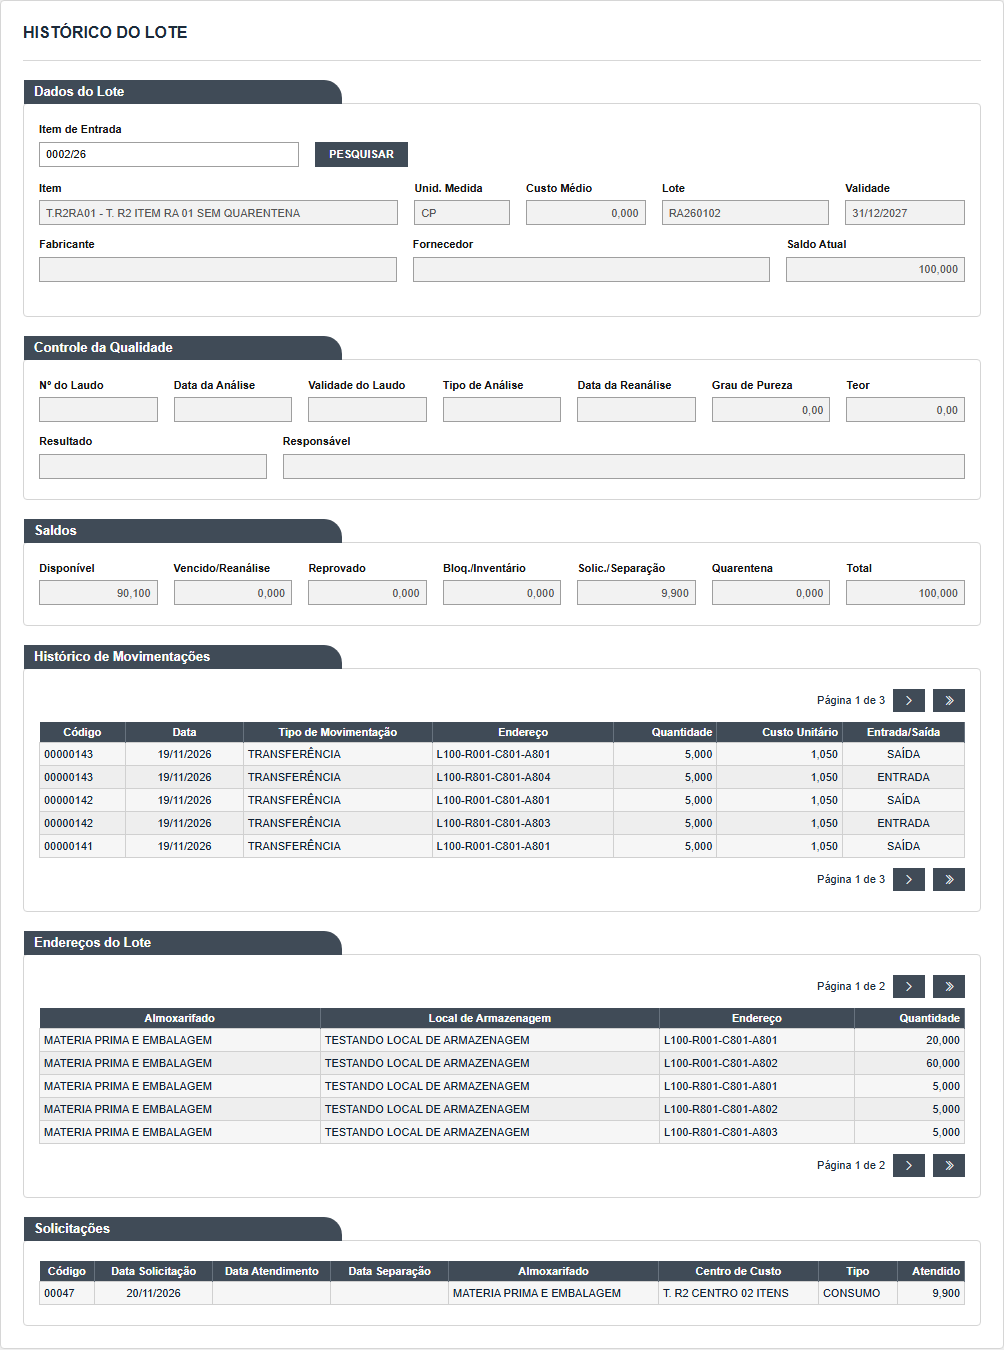 HISTÓRICO DO LOTE
Dados do Lote
Item de Entrada
0002/26 PESQUISAR
Item Unid. Medida Custo Médio Lote Validade
T.R2RA01 - T. R2 ITEM RA 01 SEM QUARENTENA CP 0,000 RA260102 31/12/2027
Fabricante Fornecedor Saldo Atual
100,000
Controle da Qualidade
Nº do Laudo Data da Análise Validade do Laudo Tipo de Análise Data da Reanálise Grau de Pureza Teor
0,00 0,00
Resultado Responsável
Saldos
Disponível Vencido/Reanálise Reprovado Bloq./Inventário Solic./Separação Quarentena Total
90,100 0,000 0,000 0,000 9,900 0,000 100,000
Histórico de Movimentações
Página 1 de 3
Código Data Tipo de Movimentação Endereço Quantidade Custo Unitário Entrada/Saída
00000143 19/11/2026 TRANSFERÊNCIA L100-R001-C801-A801 5,000 1,050 SAÍDA
00000143 19/11/2026 TRANSFERÊNCIA L100-R801-C801-A804 5,000 1,050 ENTRADA
00000142 19/11/2026 TRANSFERÊNCIA L100-R001-C801-A801 5,000 1,050 SAÍDA
00000142 19/11/2026 TRANSFERÊNCIA L100-R801-C801-A803 5,000 1,050 ENTRADA
00000141 19/11/2026 TRANSFERÊNCIA L100-R001-C801-A801 5,000 1,050 SAÍDA
Página 1 de 3
Endereços do Lote
Página 1 de 2
Almoxarifado Local de Armazenagem Endereço Quantidade
MATERIA PRIMA E EMBALAGEM TESTANDO LOCAL DE ARMAZENAGEM L100-R001-C801-A801 20,000
MATERIA PRIMA E EMBALAGEM TESTANDO LOCAL DE ARMAZENAGEM L100-R001-C801-A802 60,000
MATERIA PRIMA E EMBALAGEM TESTANDO LOCAL DE ARMAZENAGEM L100-R801-C801-A801 5,000
MATERIA PRIMA E EMBALAGEM TESTANDO LOCAL DE ARMAZENAGEM L100-R801-C801-A802 5,000
MATERIA PRIMA E EMBALAGEM TESTANDO LOCAL DE ARMAZENAGEM L100-R801-C801-A803 5,000
Página 1 de 2
Solicitações
Código Data Solicitação Data Atendimento Data Separação Almoxarifado Centro de Custo Tipo Atendido
00047 20/11/2026 MATERIA PRIMA E EMBALAGEM T. R2 CENTRO 02 ITENS CONSUMO 9,900